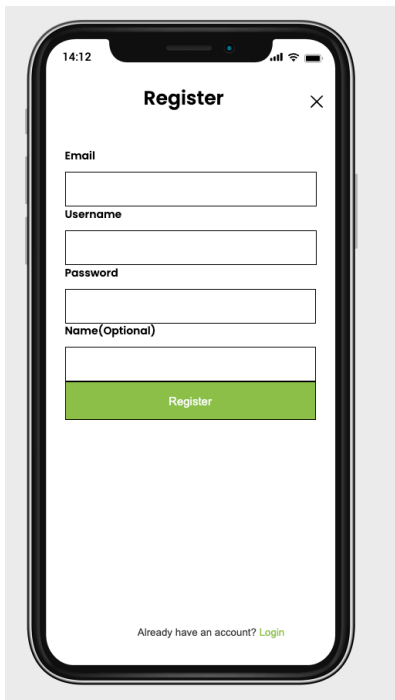 14:12
Register
Email
Username
Password
Name(Optional)
Register
Already have an account? Login